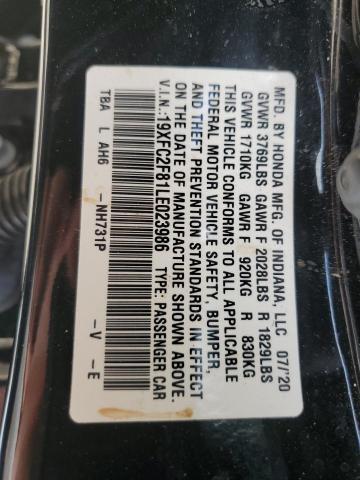 MFD. BY HONDA MFG. OF INDIANA, LLC 07/'20
GVWR 3769LBS GAWR F 2028LBS R 1829LBS
GVWR 1710KG GAWR F 920KG R 830KG
THIS VEHICLE CONFORMS TO ALL APPLICABLE
FEDERAL MOTOR VEHICLE SAFETY, BUMPER,
AND THEFT PREVENTION STANDARDS IN EFFECT
ON THE DATE OF MANUFACTURE SHOWN ABOVE.
V.I.N.: 19XFC2F81LE023986 TYPE: PASSENGER CAR
TBA L AH6 -NH731P -V -E